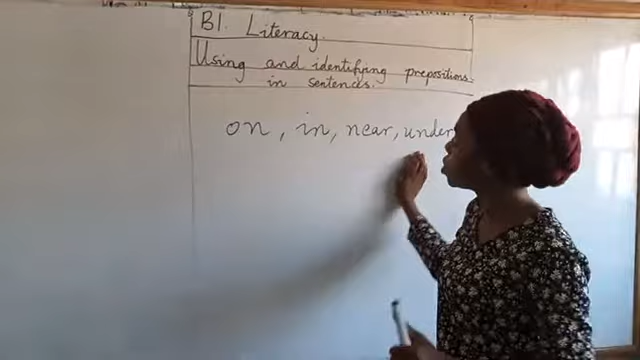 B1. Literacy.
Using and identifying prepositions
in sentences.
on, in, near, under